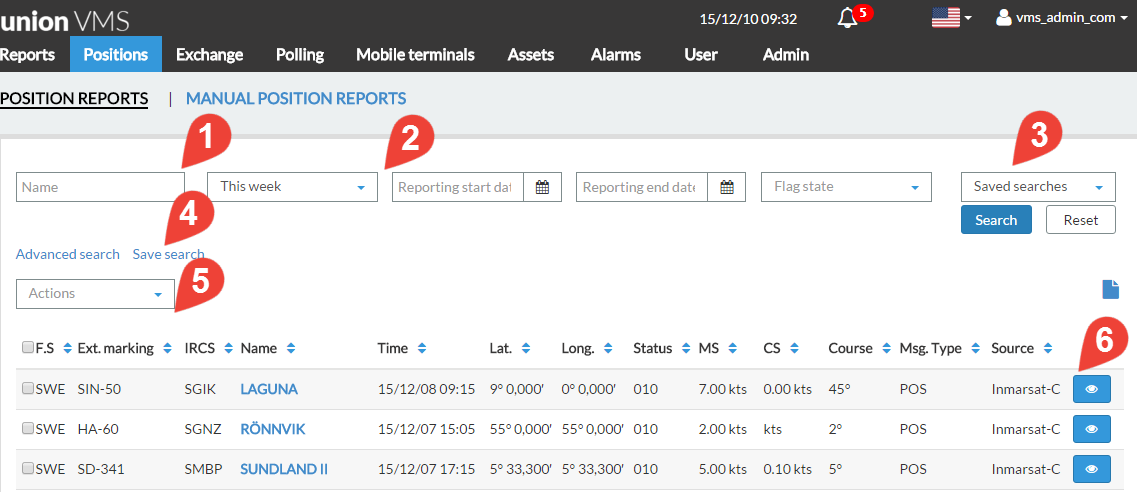 union VMS 15/12/10 09:32 5 vms_admin_com
Reports Positions Exchange Polling Mobile terminals Assets Alarms User Admin
POSITION REPORTS | MANUAL POSITION REPORTS
1 2 3
Name This week Reporting start dat Reporting end date Flag state Saved searches
4 Search Reset
Advanced search Save search
5
Actions
6
F.S Ext. marking IRCS Name Time Lat. Long. Status MS CS Course Msg. Type Source
SWE SIN-50 SGIK LAGUNA 15/12/08 09:15 9° 0,000' 0° 0,000' 010 7.00 kts 0.00 kts 45° POS Inmarsat-C
SWE HA-60 SGNZ RÖNNVIK 15/12/07 15:05 55° 0,000' 55° 0,000' 010 2.00 kts kts 2° POS Inmarsat-C
SWE SD-341 SMBP SUNDLAND II 15/12/07 17:15 5° 33,300' 5° 33,300' 010 5.00 kts 0.10 kts 5° POS Inmarsat-C